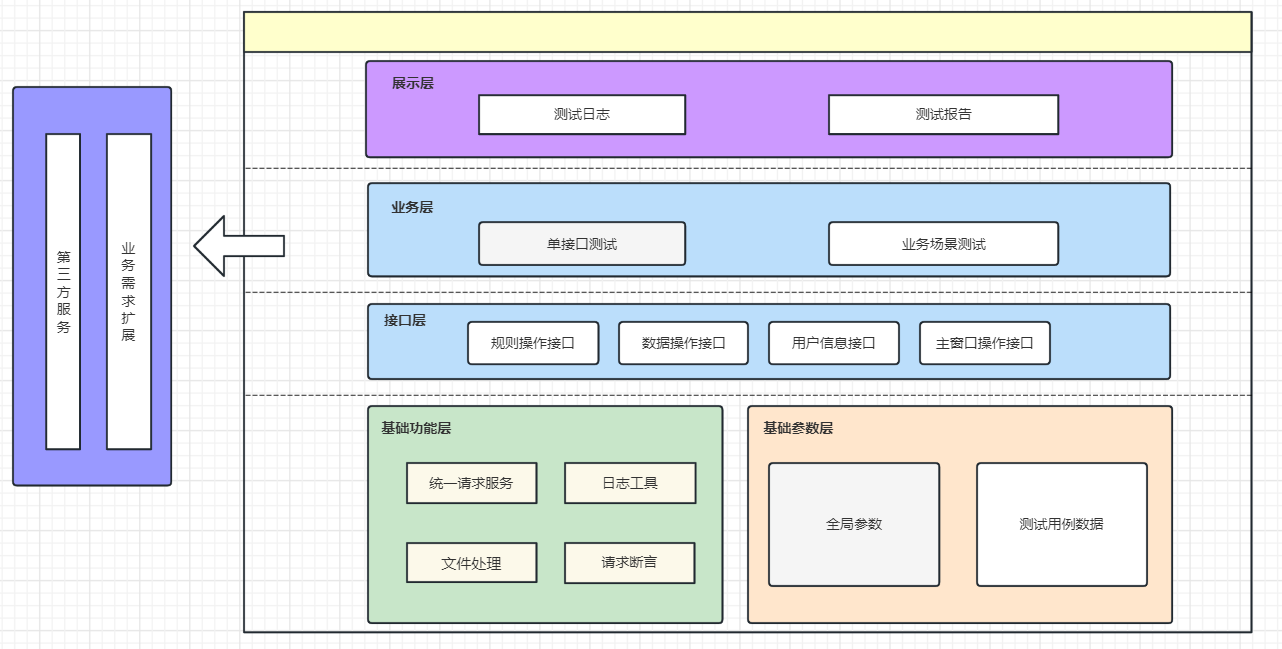 第三方服务
业务需求扩展
展示层
测试日志
测试报告
业务层
单接口测试
业务场景测试
接口层
规则操作接口
数据操作接口
用户信息接口
主窗口操作接口
基础功能层
统一请求服务
日志工具
文件处理
请求断言
基础参数层
全局参数
测试用例数据